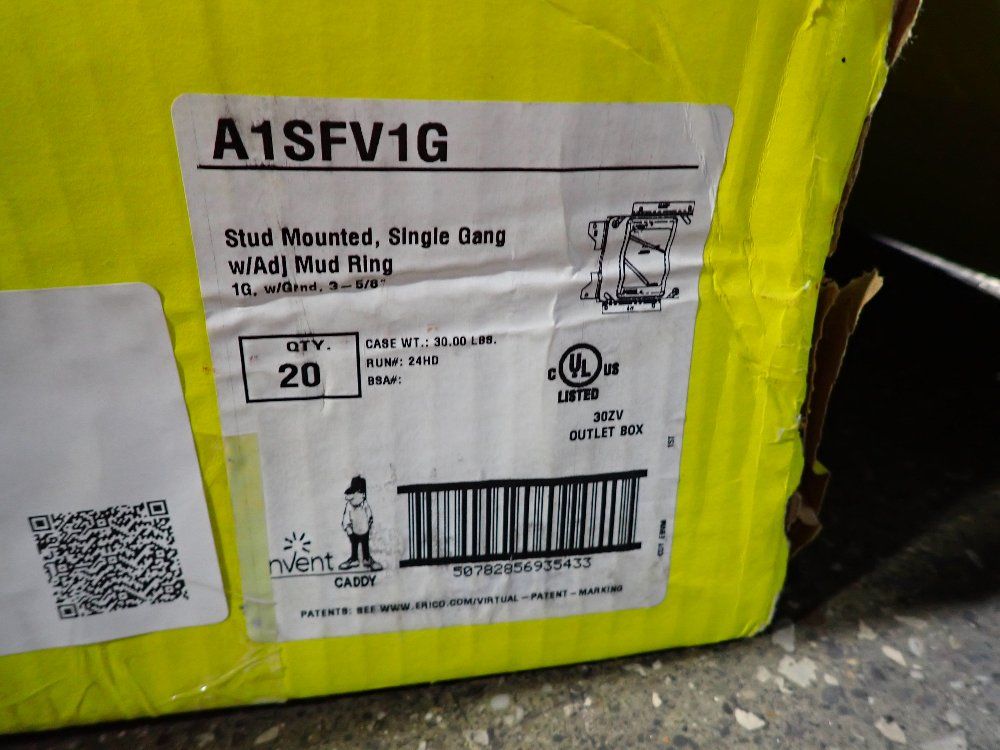 A1SFV1G
Stud Mounted, Single Gang
w/Adj Mud Ring
1G, w/Grnd, 3-5/8"
QTY.
20
CASE WT.: 30.00 LBS.
RUN#: 24HD
BSA#:
C UL US
LISTED
30ZV
OUTLET BOX
nVent
CADDY
50782856935433
PATENTS: SEE WWW.ERICO.COM/VIRTUAL-PATENT-MARKING